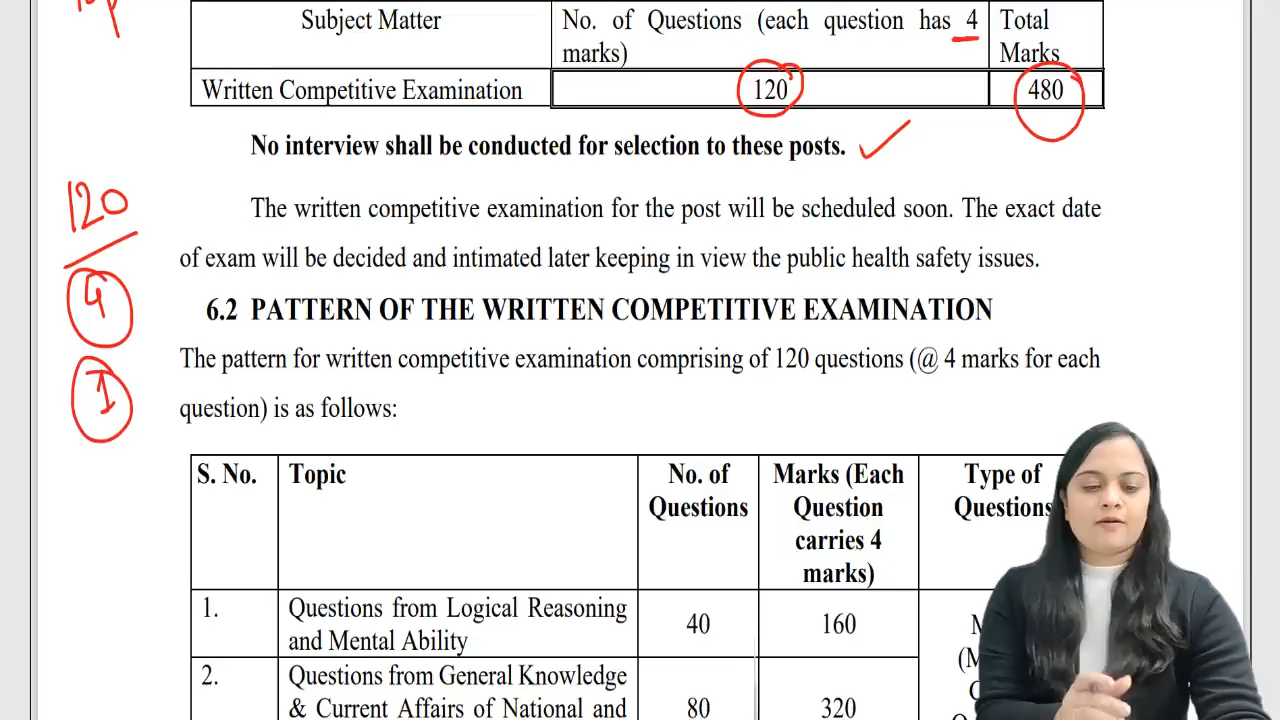 Subject Matter
No. of Questions (each question has 4 marks)
Total Marks
Written Competitive Examination
120
480
No interview shall be conducted for selection to these posts.
120
4
1
The written competitive examination for the post will be scheduled soon. The exact date
of exam will be decided and intimated later keeping in view the public health safety issues.
6.2 PATTERN OF THE WRITTEN COMPETITIVE EXAMINATION
The pattern for written competitive examination comprising of 120 questions (@ 4 marks for each
question) is as follows:
S. No.
Topic
No. of
Questions
Marks (Each
Question
carries 4
marks)
Type of
Questions
1.
Questions from Logical Reasoning
and Mental Ability
40
160
2.
Questions from General Knowledge
& Current Affairs of National and
80
320